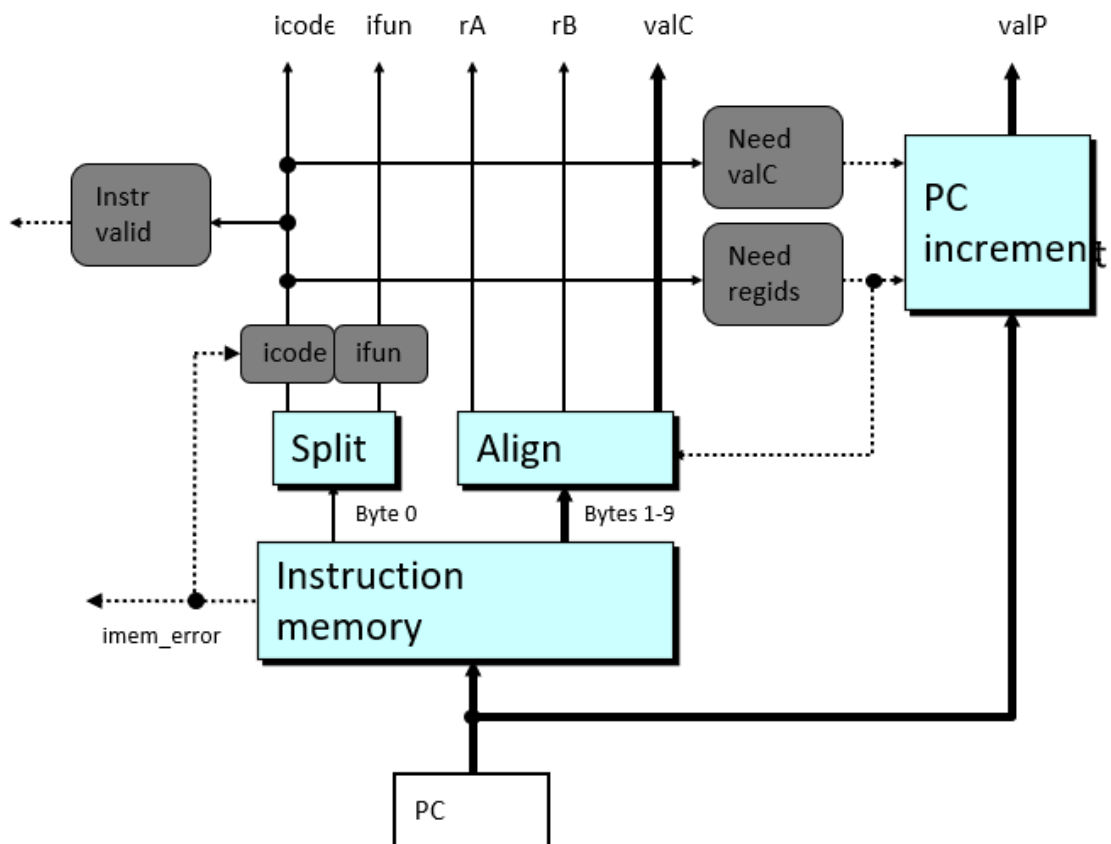 icode ifun rA rB valC valP
Need
valC
Instr
valid
PC
increment
Need
regids
icode ifun
Split
Align
Byte 0
Bytes 1-9
Instruction
memory
imem_error
PC